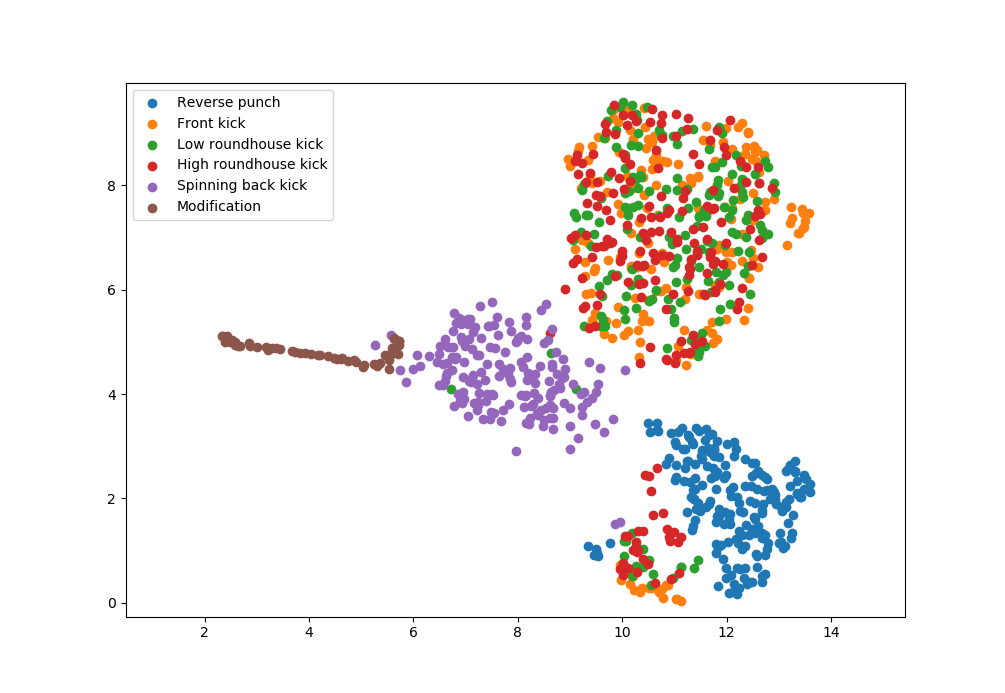 Reverse punch
Front kick
Low roundhouse kick
High roundhouse kick
Spinning back kick
Modification
8
6
4
2
0
2 4 6 8 10 12 14